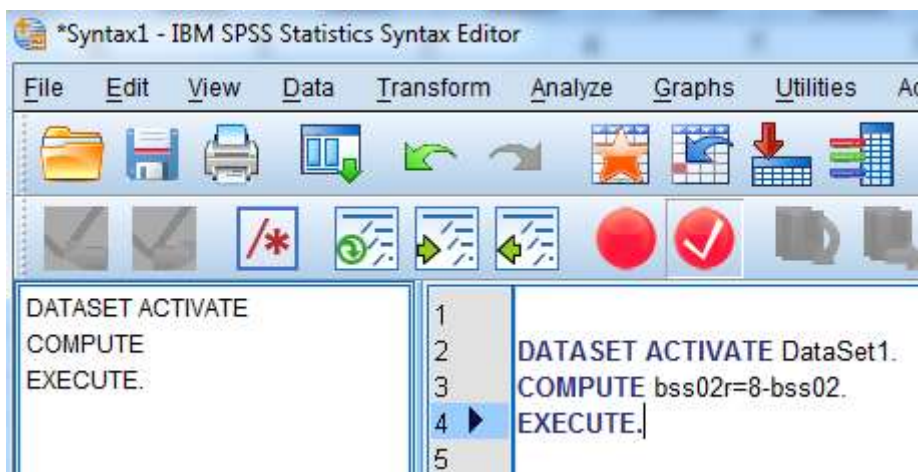 *Syntax1 - IBM SPSS Statistics Syntax Editor
File Edit View Data Transform Analyze Graphs Utilities
/*
DATASET ACTIVATE
COMPUTE
EXECUTE.
1
2 DATASET ACTIVATE DataSet1.
3 COMPUTE bss02r=8-bss02.
4 EXECUTE.
5